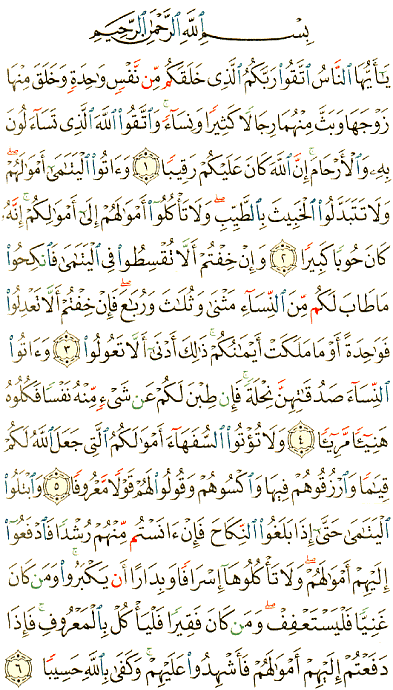 بِسْمِ ٱللَّهِ ٱلرَّحْمَٰنِ ٱلرَّحِيمِ
يَٰٓأَيُّهَا ٱلنَّاسُ ٱتَّقُوا۟ رَبَّكُمُ ٱلَّذِى خَلَقَكُم مِّن نَّفْسٍ وَٰحِدَةٍ وَخَلَقَ مِنْهَا
زَوْجَهَا وَبَثَّ مِنْهُمَا رِجَالًا كَثِيرًا وَنِسَآءً ۚ وَٱتَّقُوا۟ ٱللَّهَ ٱلَّذِى تَسَآءَلُونَ
بِهِۦ وَٱلْأَرْحَامَ ۚ إِنَّ ٱللَّهَ كَانَ عَلَيْكُمْ رَقِيبًا ١ وَءَاتُوا۟ ٱلْيَتَٰمَىٰٓ أَمْوَٰلَهُمْ ۖ
وَلَا تَتَبَدَّلُوا۟ ٱلْخَبِيثَ بِٱلطَّيِّبِ ۖ وَلَا تَأْكُلُوٓا۟ أَمْوَٰلَهُمْ إِلَىٰٓ أَمْوَٰلِكُمْ ۚ إِنَّهُۥ
كَانَ حُوبًا كَبِيرًا ٢ وَإِنْ خِفْتُمْ أَلَّا تُقْسِطُوا۟ فِى ٱلْيَتَٰمَىٰ فَٱنكِحُوا۟
مَا طَابَ لَكُم مِّنَ ٱلنِّسَآءِ مَثْنَىٰ وَثُلَٰثَ وَرُبَٰعَ ۖ فَإِنْ خِفْتُمْ أَلَّا تَعْدِلُوا۟
فَوَٰحِدَةً أَوْ مَا مَلَكَتْ أَيْمَٰنُكُمْ ۚ ذَٰلِكَ أَدْنَىٰٓ أَلَّا تَعُولُوا۟ ٣ وَءَاتُوا۟
ٱلنِّسَآءَ صَدُقَٰتِهِنَّ نِحْلَةً ۚ فَإِن طِبْنَ لَكُمْ عَن شَىْءٍ مِّنْهُ نَفْسًا فَكُلُوهُ
هَنِيٓـًٔا مَّرِيٓـًٔا ٤ وَلَا تُؤْتُوا۟ ٱلسُّفَهَآءَ أَمْوَٰلَكُمُ ٱلَّتِى جَعَلَ ٱللَّهُ لَكُمْ
قِيَٰمًا وَٱرْزُقُوهُمْ فِيهَا وَٱكْسُوهُمْ وَقُولُوا۟ لَهُمْ قَوْلًا مَّعْرُوفًا ٥ وَٱبْتَلُوا۟
ٱلْيَتَٰمَىٰ حَتَّىٰٓ إِذَا بَلَغُوا۟ ٱلنِّكَاحَ فَإِنْ ءَانَسْتُم مِّنْهُمْ رُشْدًا فَٱدْفَعُوٓا۟
إِلَيْهِمْ أَمْوَٰلَهُمْ ۖ وَلَا تَأْكُلُوهَآ إِسْرَافًا وَبِدَارًا أَن يَكْبَرُوا۟ ۚ وَمَن كَانَ
غَنِيًّا فَلْيَسْتَعْفِفْ ۖ وَمَن كَانَ فَقِيرًا فَلْيَأْكُلْ بِٱلْمَعْرُوفِ ۚ فَإِذَا
دَفَعْتُمْ إِلَيْهِمْ أَمْوَٰلَهُمْ فَأَشْهِدُوا۟ عَلَيْهِمْ ۚ وَكَفَىٰ بِٱللَّهِ حَسِيبًا ٦